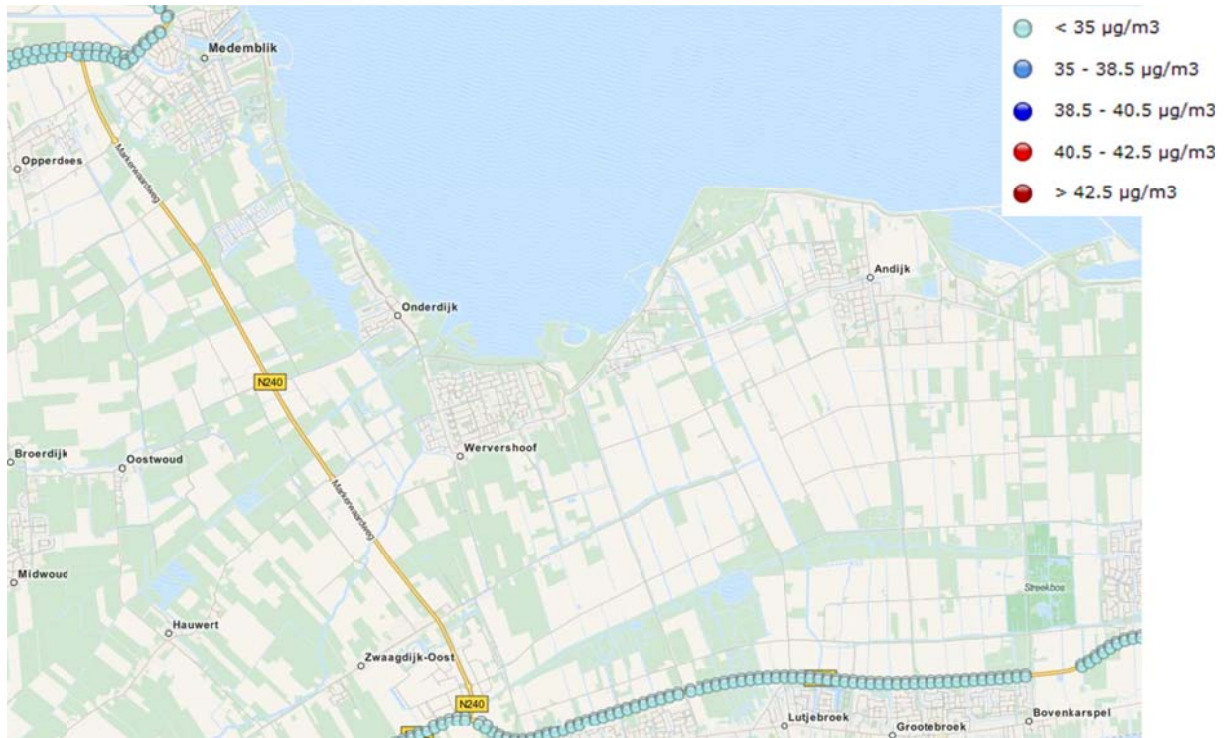 < 35 µg/m3
35 - 38.5 µg/m3
38.5 - 40.5 µg/m3
40.5 - 42.5 µg/m3
> 42.5 µg/m3
Medemblik
Opperdoes
Markerwaardweg
Andijk
Onderdijk
N240
Wervershoof
Broerdijk
Oostwoud
Markerwaardweg
Midwoud
Streekbos
Hauwert
Zwaagdijk-Oost
N240
Bovenkarspel
Lutjebroek
Grootebroek